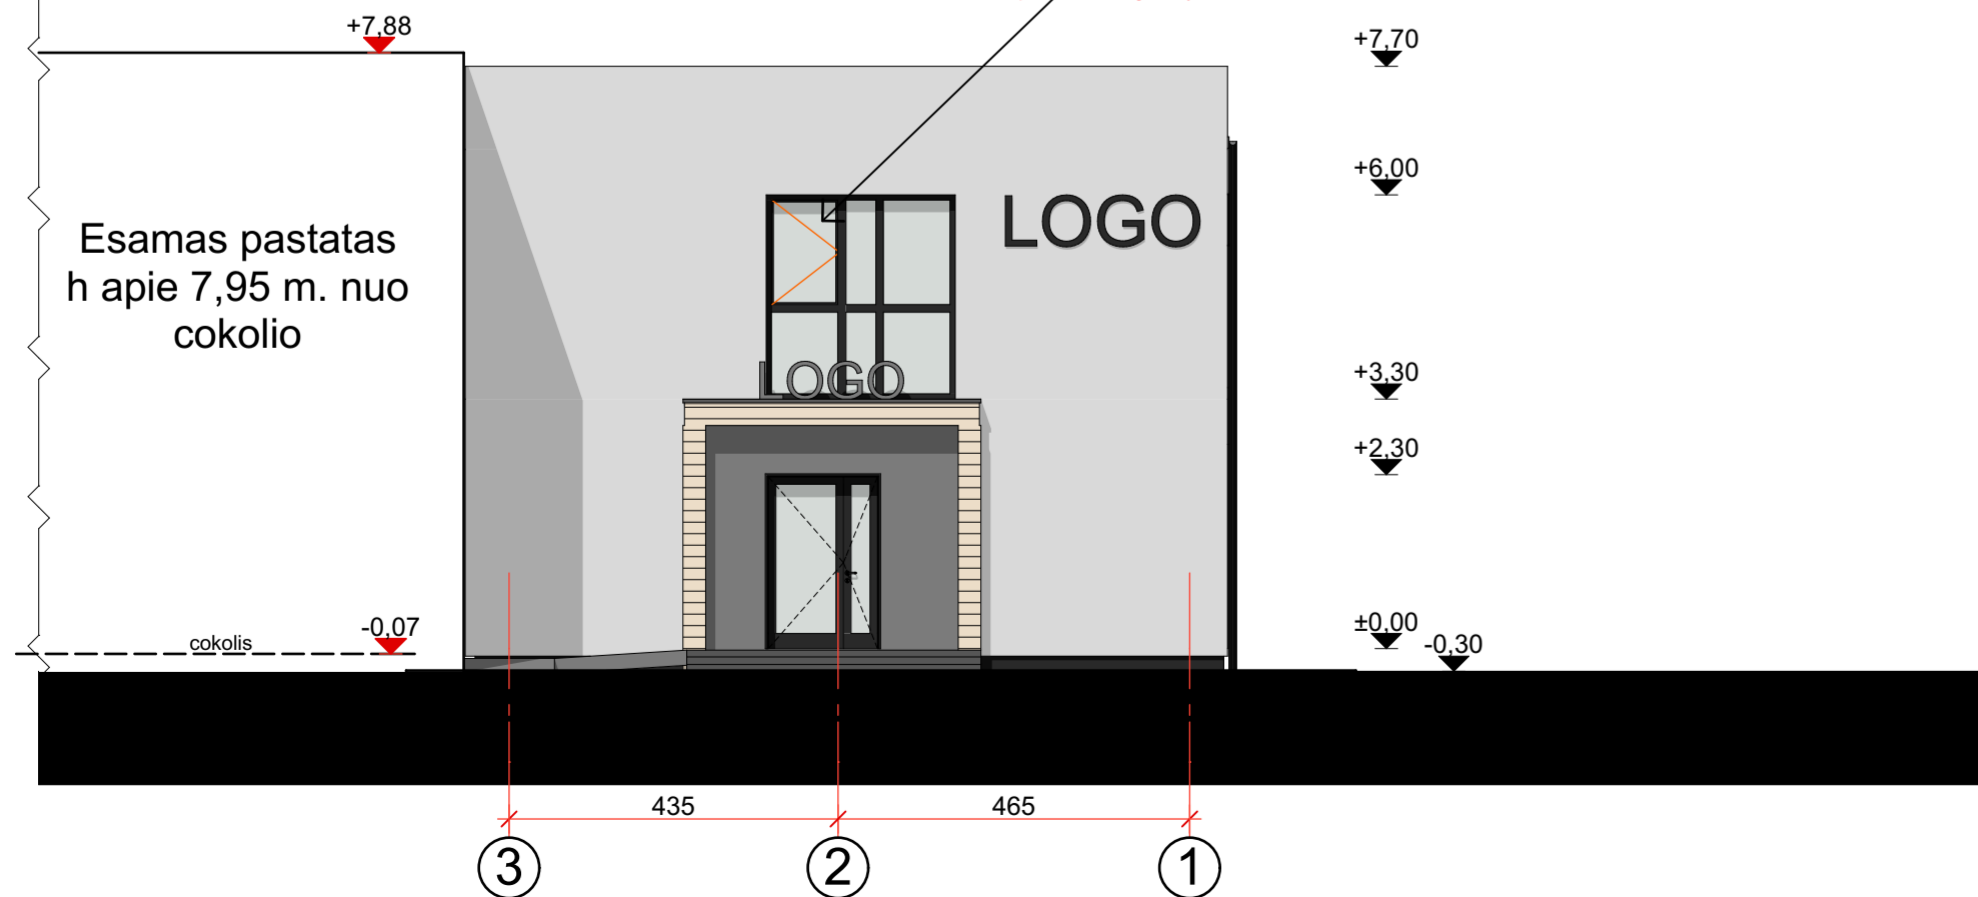 +7,88
+7,70
+6,00
LOGO
Esamas pastatas
h apie 7,95 m. nuo
cokolio
+3,30
LOGO
+2,30
±0,00
-0,07
cokolis
-0,30
435
465
3
2
1